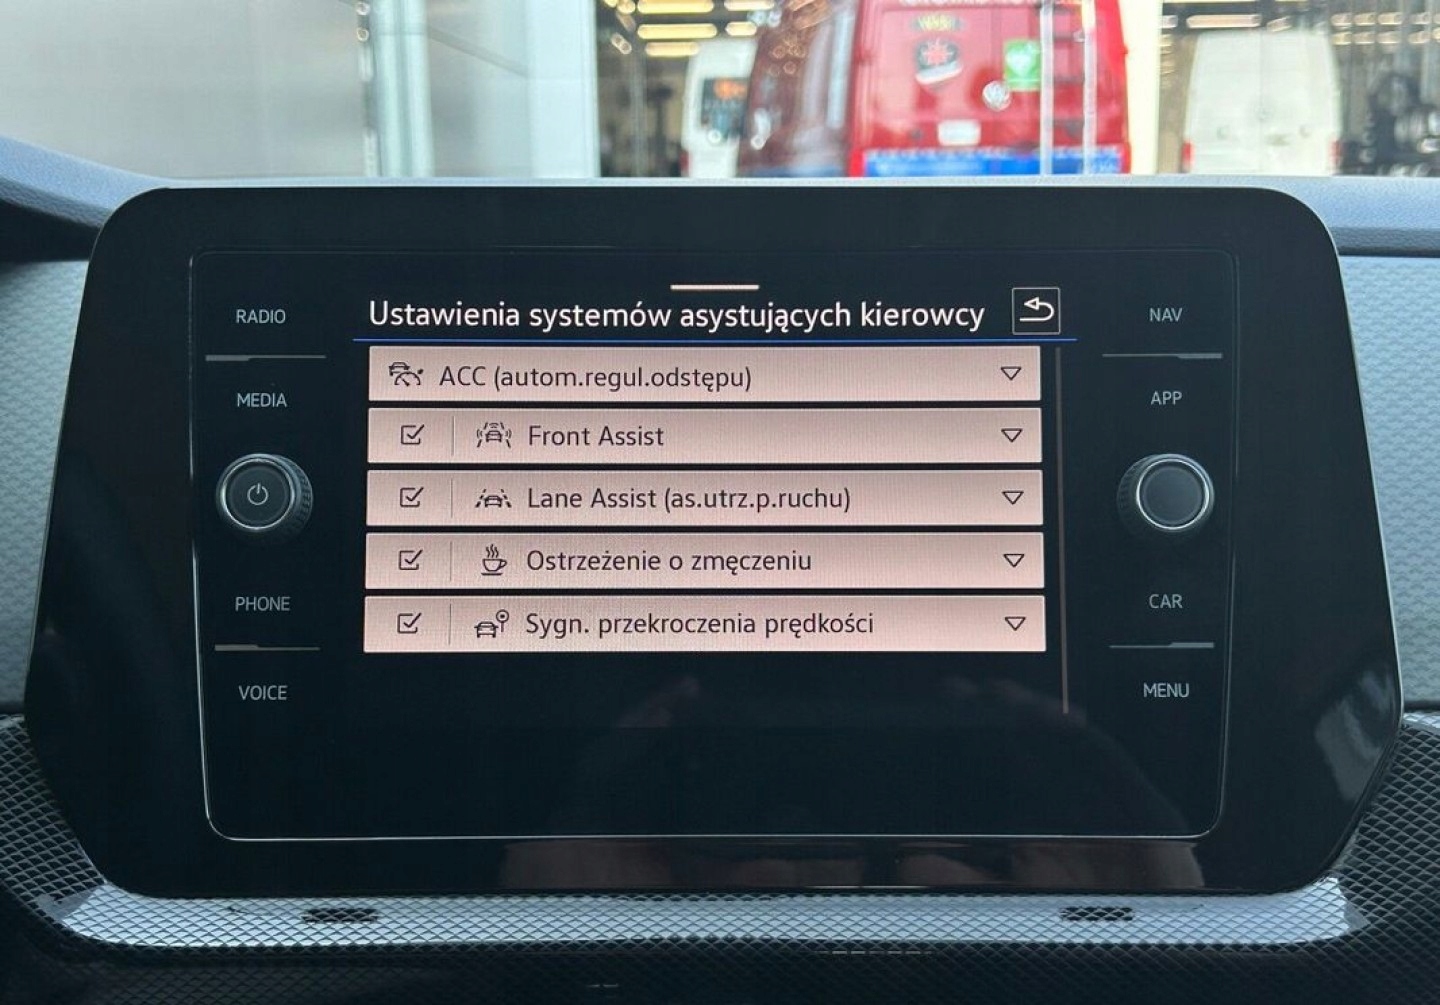 RADIO
MEDIA
PHONE
VOICE
Ustawienia systemów asystujących kierowcy
ACC (autom.regul.odstępu)
Front Assist
Lane Assist (as.utrz.p.ruchu)
Ostrzeżenie o zmęczeniu
Sygn. przekroczenia prędkości
NAV
APP
CAR
MENU